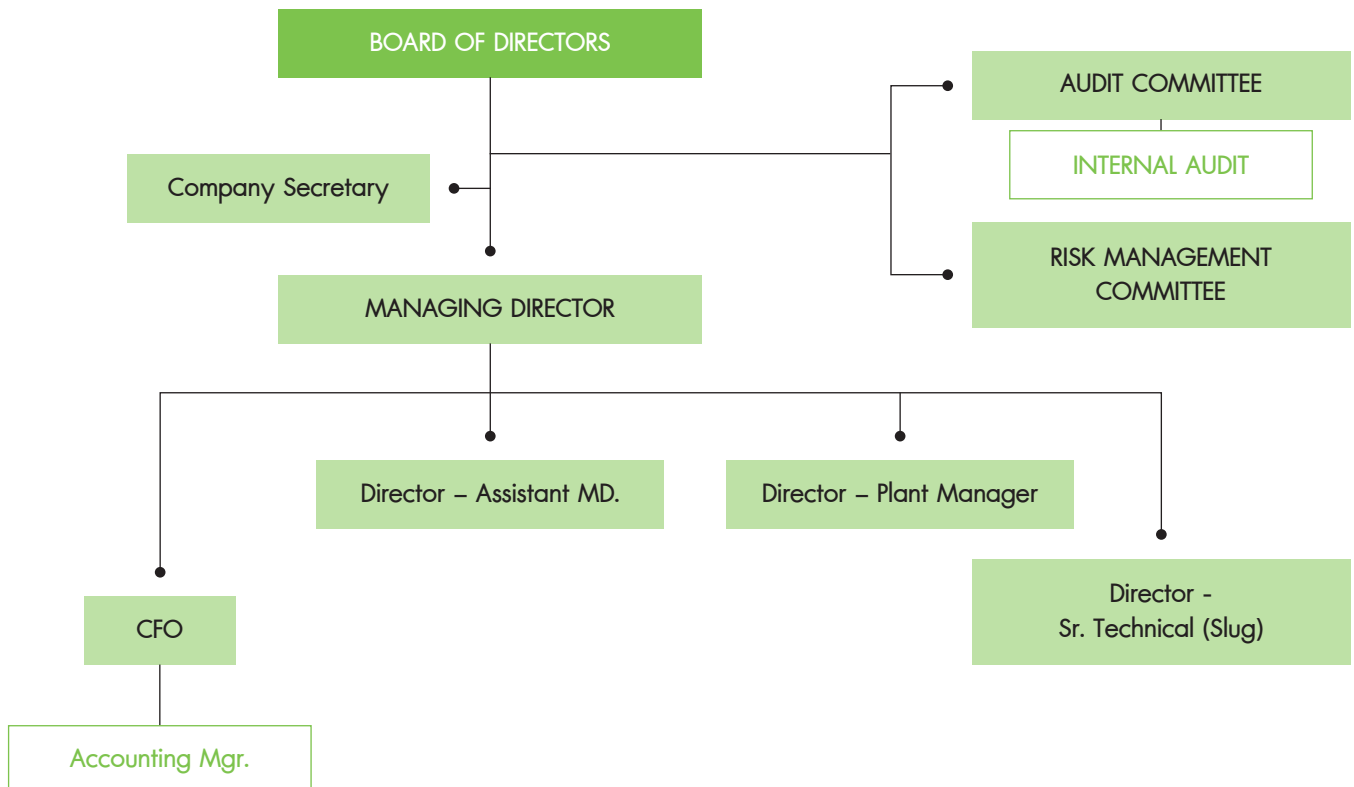 BOARD OF DIRECTORS
AUDIT COMMITTEE
INTERNAL AUDIT
Company Secretary
RISK MANAGEMENT
COMMITTEE
MANAGING DIRECTOR
Director – Assistant MD.
Director – Plant Manager
Director -
Sr. Technical (Slug)
CFO
Accounting Mgr.